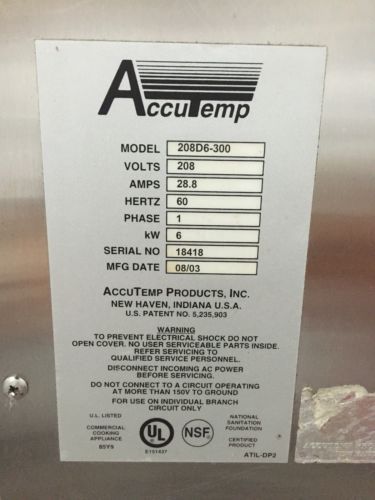 AccuTemp
MODEL 208D6-300
VOLTS 208
AMPS 28.8
HERTZ 60
PHASE 1
kW 6
SERIAL NO 18418
MFG DATE 08/03
ACCUTEMP PRODUCTS, INC.
NEW HAVEN, INDIANA U.S.A.
U.S. PATENT NO. 5,235,903
WARNING
TO PREVENT ELECTRICAL SHOCK DO NOT
OPEN COVER. NO USER SERVICEABLE PARTS INSIDE.
REFER SERVICING TO
QUALIFIED SERVICE PERSONNEL.
DISCONNECT INCOMING AC POWER
BEFORE SERVICING.
DO NOT CONNECT TO A CIRCUIT OPERATING
AT MORE THAN 150V TO GROUND
FOR USE ON INDIVIDUAL BRANCH
CIRCUIT ONLY
U.L. LISTED
COMMERCIAL
COOKING
APPLIANCE
85Y9
UL
E151437
NSF
NATIONAL
SANITATION
FOUNDATION
CERTIFIED
PRODUCT
ATIL-DP2